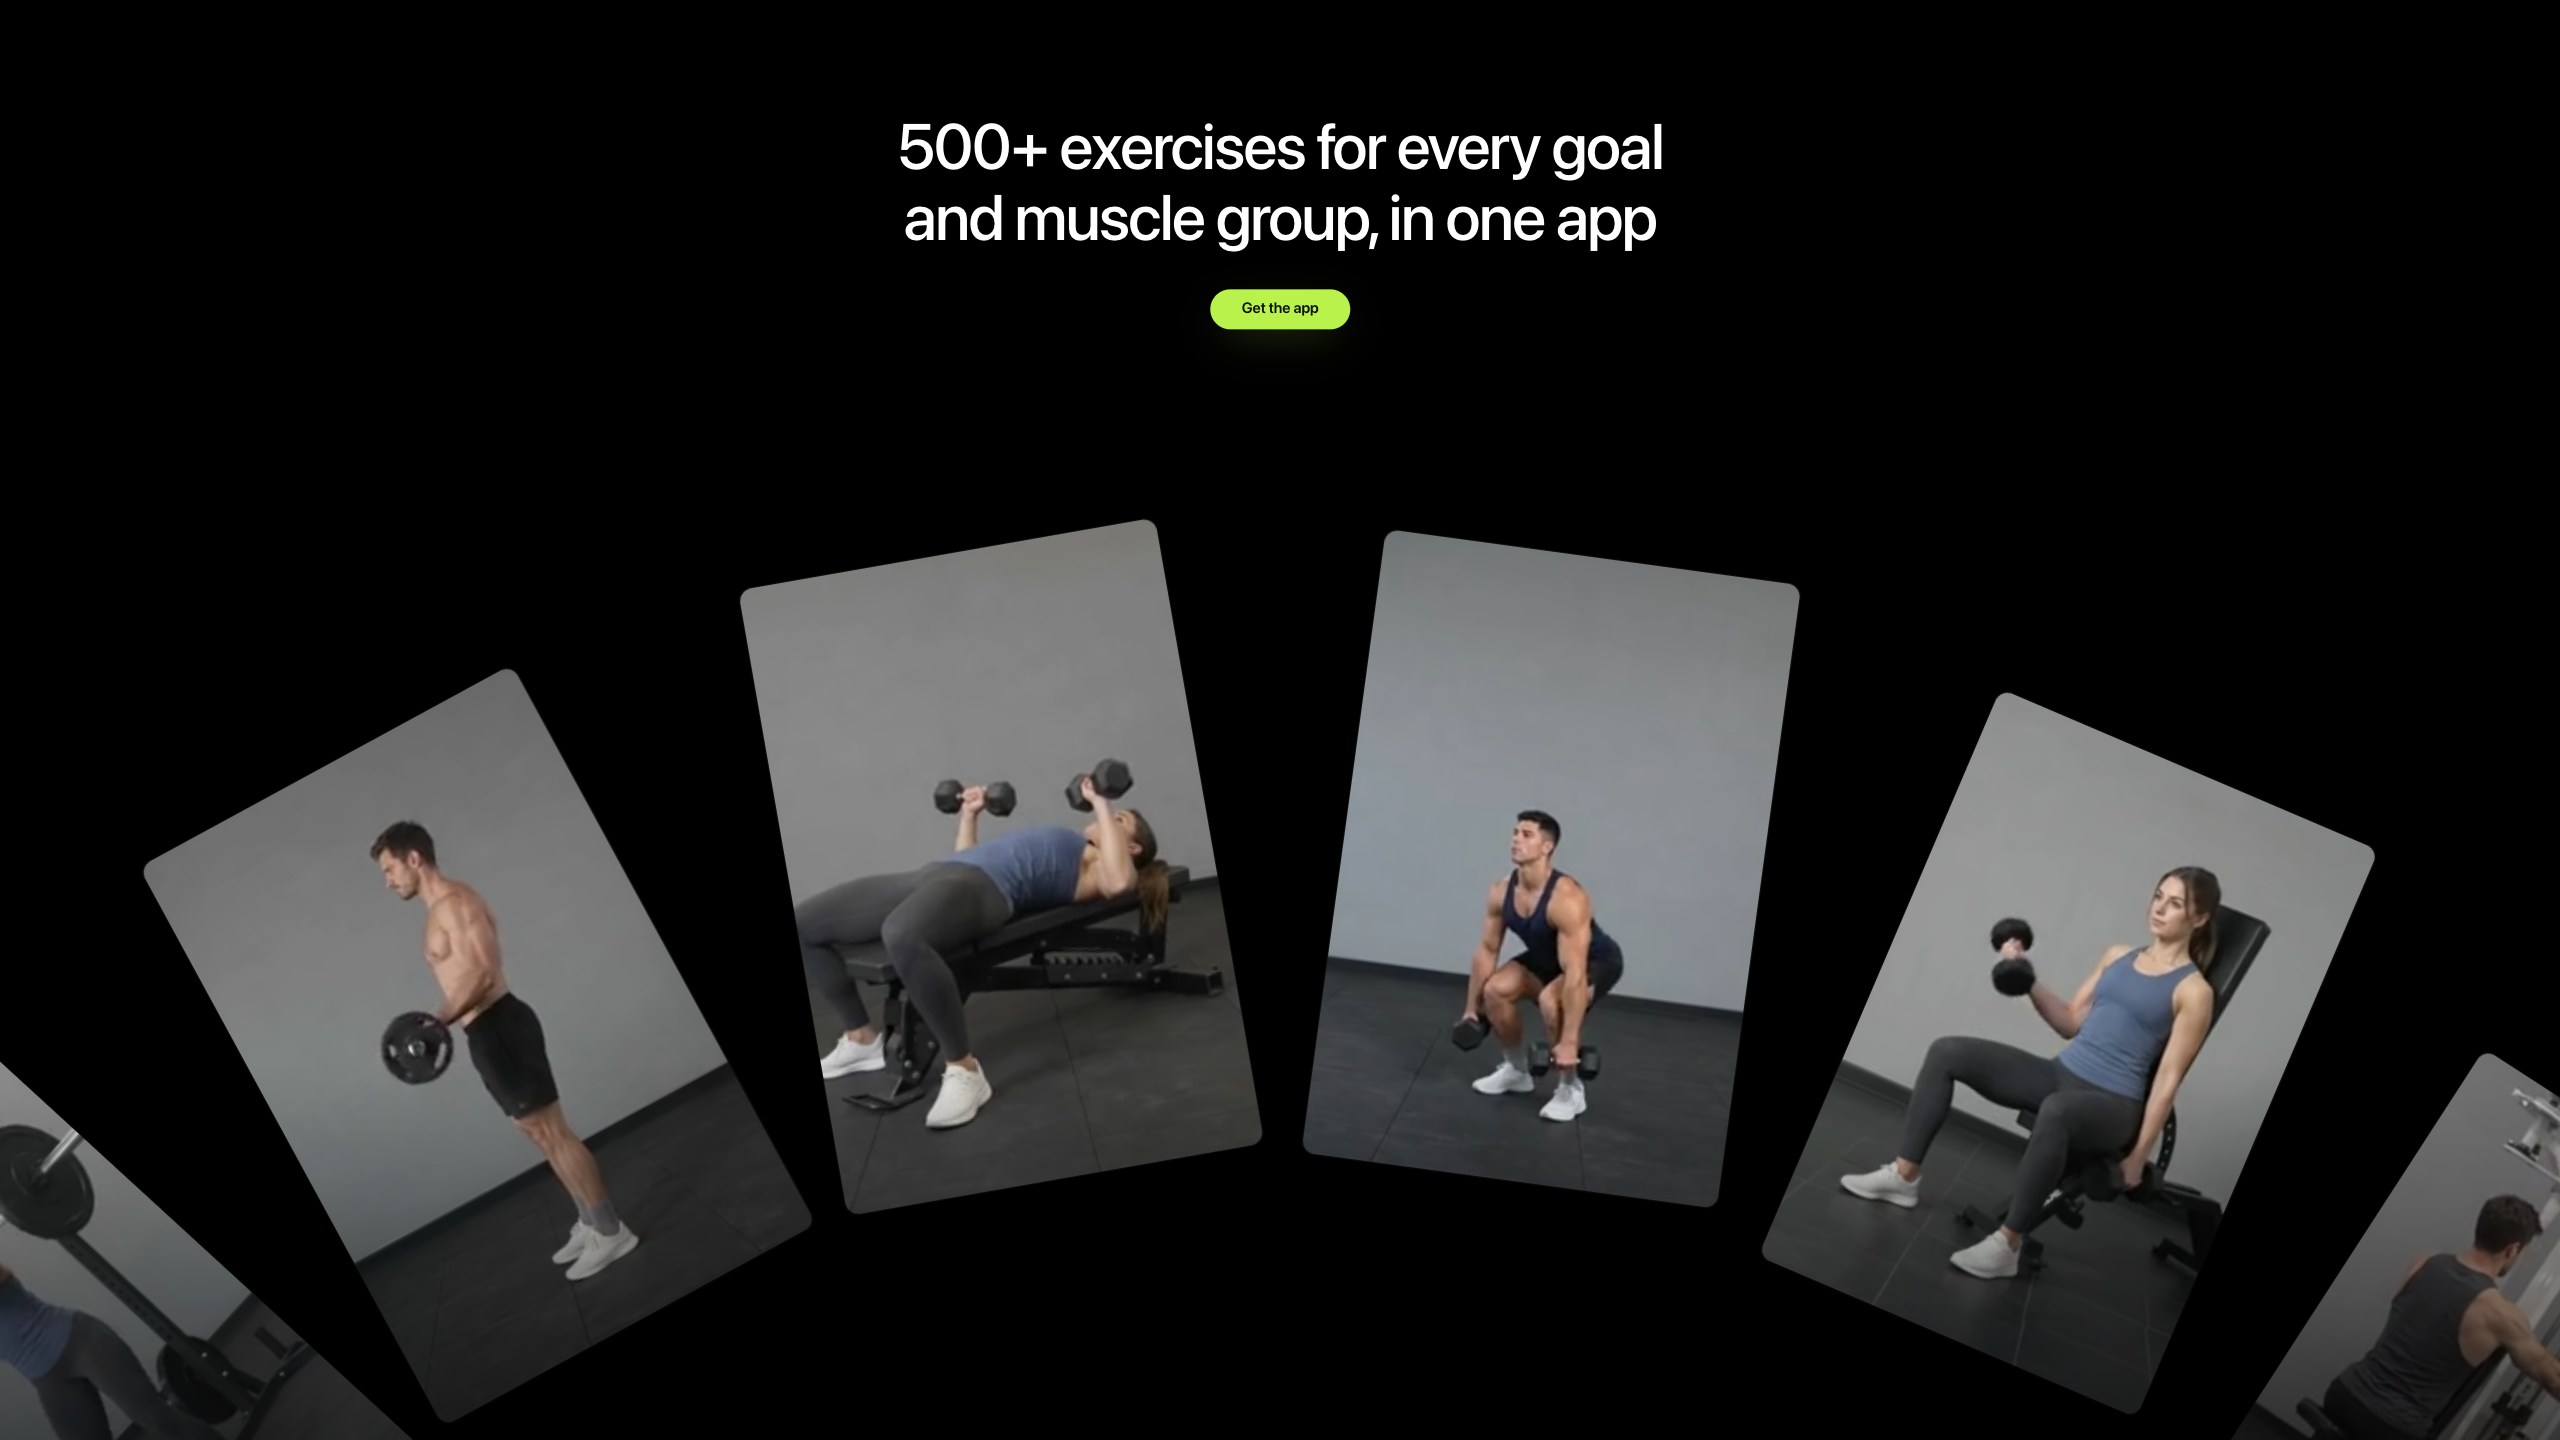 500+ exercises for every goal
and muscle group, in one app
Get the app